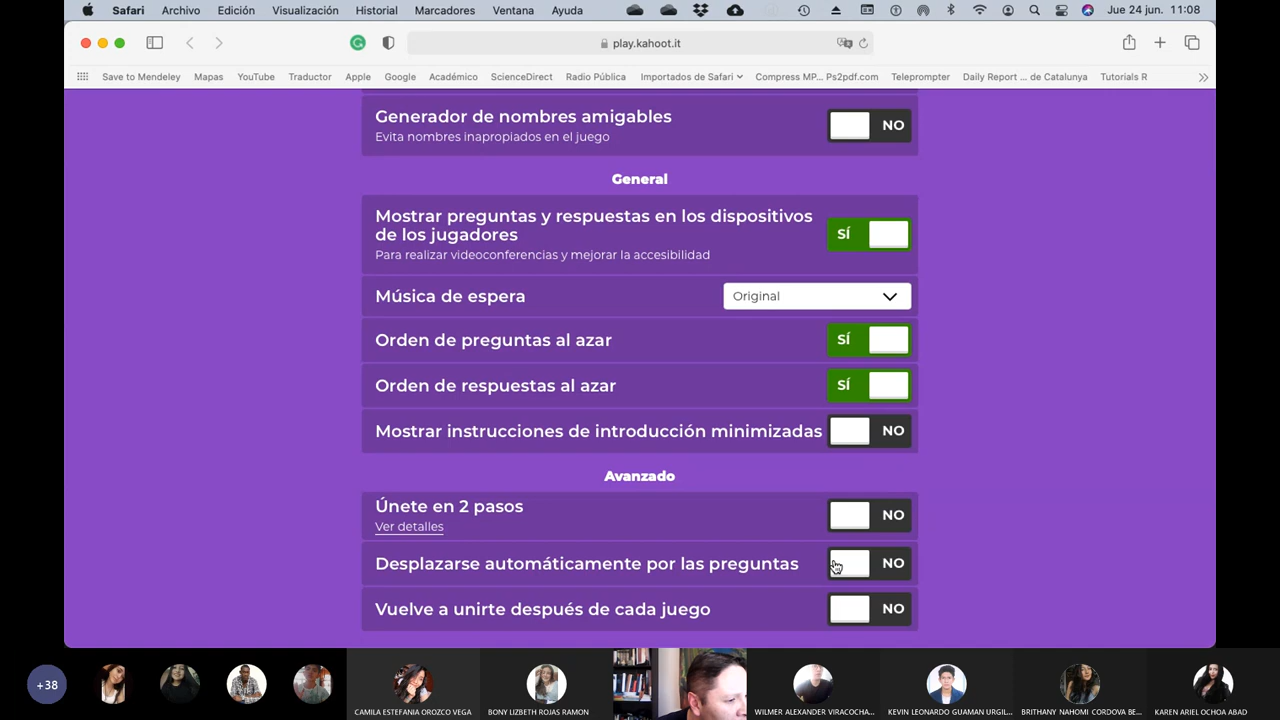 Safari Archivo Edición Visualización Historial Marcadores Ventana Ayuda Jue 24 jun. 11:08
play.kahoot.it
Save to Mendeley Mapas YouTube Traductor Apple Google Académico ScienceDirect Radio Pública Importados de Safari Compress MP... Ps2pdf.com Teleprompter Daily Report ... de Catalunya Tutorials R
Generador de nombres amigables
Evita nombres inapropiados en el juego
NO
General
Mostrar preguntas y respuestas en los dispositivos
de los jugadores
Para realizar videoconferencias y mejorar la accesibilidad
SÍ
Música de espera Original
Orden de preguntas al azar SÍ
Orden de respuestas al azar SÍ
Mostrar instrucciones de introducción minimizadas NO
Avanzado
Únete en 2 pasos
Ver detalles
NO
Desplazarse automáticamente por las preguntas NO
Vuelve a unirte después de cada juego NO
+38
CAMILA ESTEFANIA OROZCO VEGA BONY LIZBETH ROJAS RAMON WILMER ALEXANDER VIRACOCHA... KEVIN LEONARDO GUAMAN URGIL... BRITHANY NAHOMI CORDOVA BE... KAREN ARIEL OCHOA ABAD